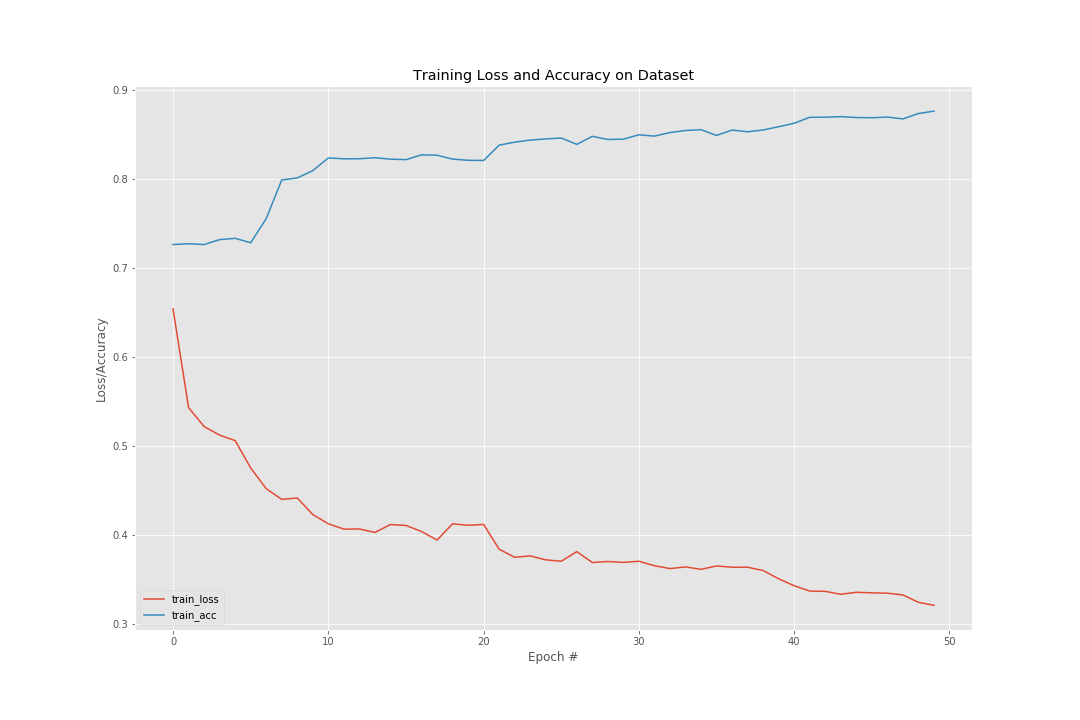 Training Loss and Accuracy on Dataset
0.9
0.8
0.7
0.6
0.5
0.4
0.3
Loss/Accuracy
train_loss
train_acc
0 10 20 30 40 50
Epoch #